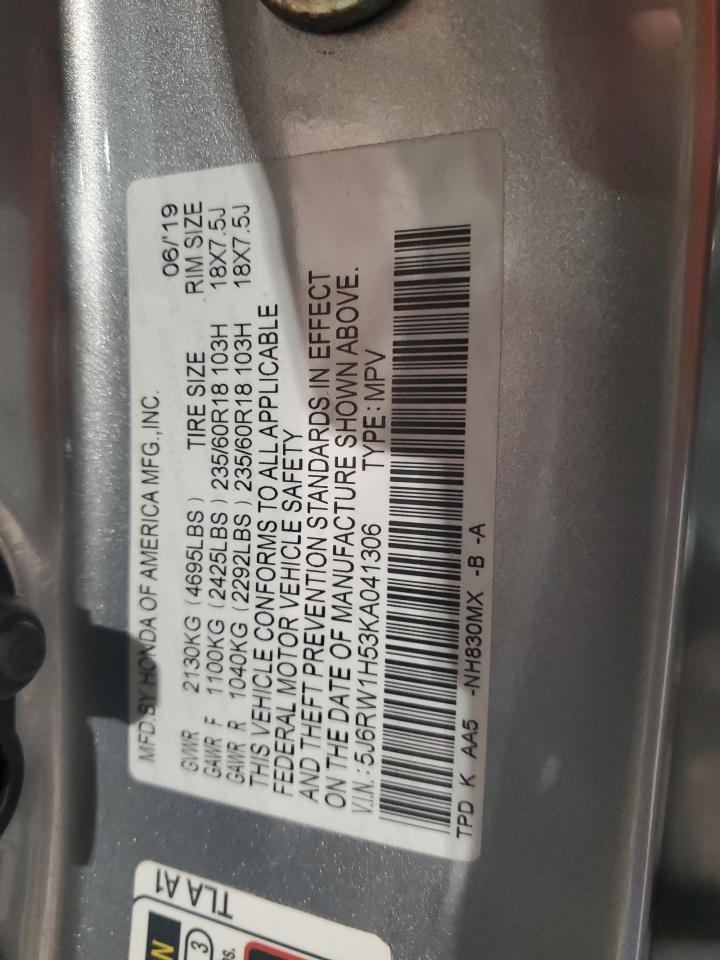 MFD.BY HONDA OF AMERICA MFG.,INC. 06/'19
GVWR 2130KG (4695LBS) TIRE SIZE RIM SIZE
GAWR F 1100KG (2425LBS) 235/60R18 103H 18X7.5J
GAWR R 1040KG (2292LBS) 235/60R18 103H 18X7.5J
THIS VEHICLE CONFORMS TO ALL APPLICABLE
FEDERAL MOTOR VEHICLE SAFETY
AND THEFT PREVENTION STANDARDS IN EFFECT
ON THE DATE OF MANUFACTURE SHOWN ABOVE.
V.I.N.: 5J6RW1H53KA041306 TYPE: MPV
TPD K AA5 -NH830MX -B -A
TLA A1
3